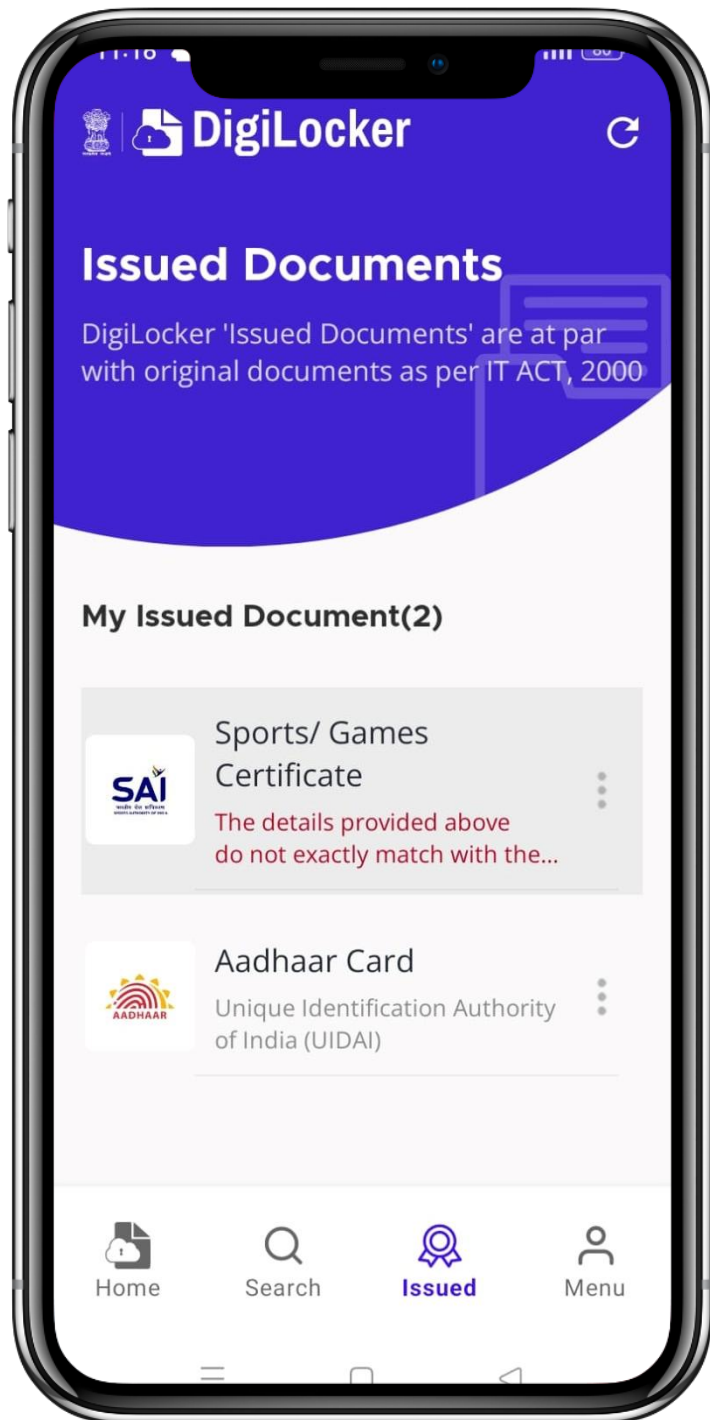 DigiLocker
Issued Documents
DigiLocker 'Issued Documents' are at par
with original documents as per IT ACT, 2000
My Issued Document(2)
Sports/ Games
Certificate
SAI
The details provided above
do not exactly match with the...
Aadhaar Card
AADHAAR
Unique Identification Authority
of India (UIDAI)
Home
Search
Issued
Menu